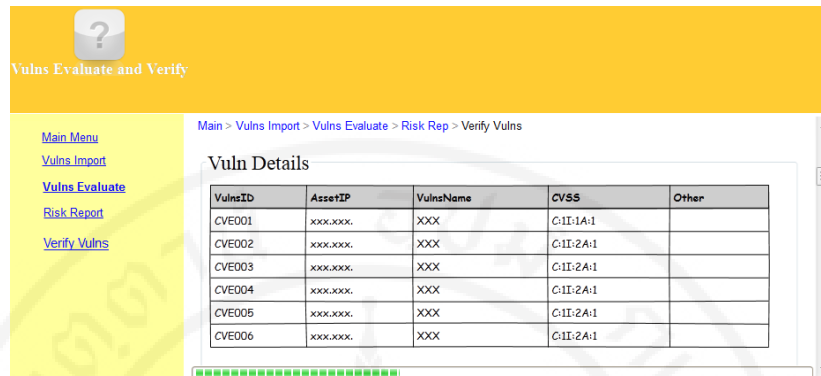 ?
Vulns Evaluate and Verify
Main > Vulns Import > Vulns Evaluate > Risk Rep > Verify Vulns
Main Menu
Vulns Import
Vulns Evaluate
Risk Report
Verify Vulns
Vuln Details
VulnsID AssetIP VulnsName CVSS Other
CVE001 xxx.xxx. XXX C:1I:1A:1
CVE002 xxx.xxx. XXX C:1I:2A:1
CVE003 xxx.xxx. XXX C:1I:2A:1
CVE004 xxx.xxx. XXX C:1I:2A:1
CVE005 xxx.xxx. XXX C:1I:2A:1
CVE006 xxx.xxx. XXX C:1I:2A:1